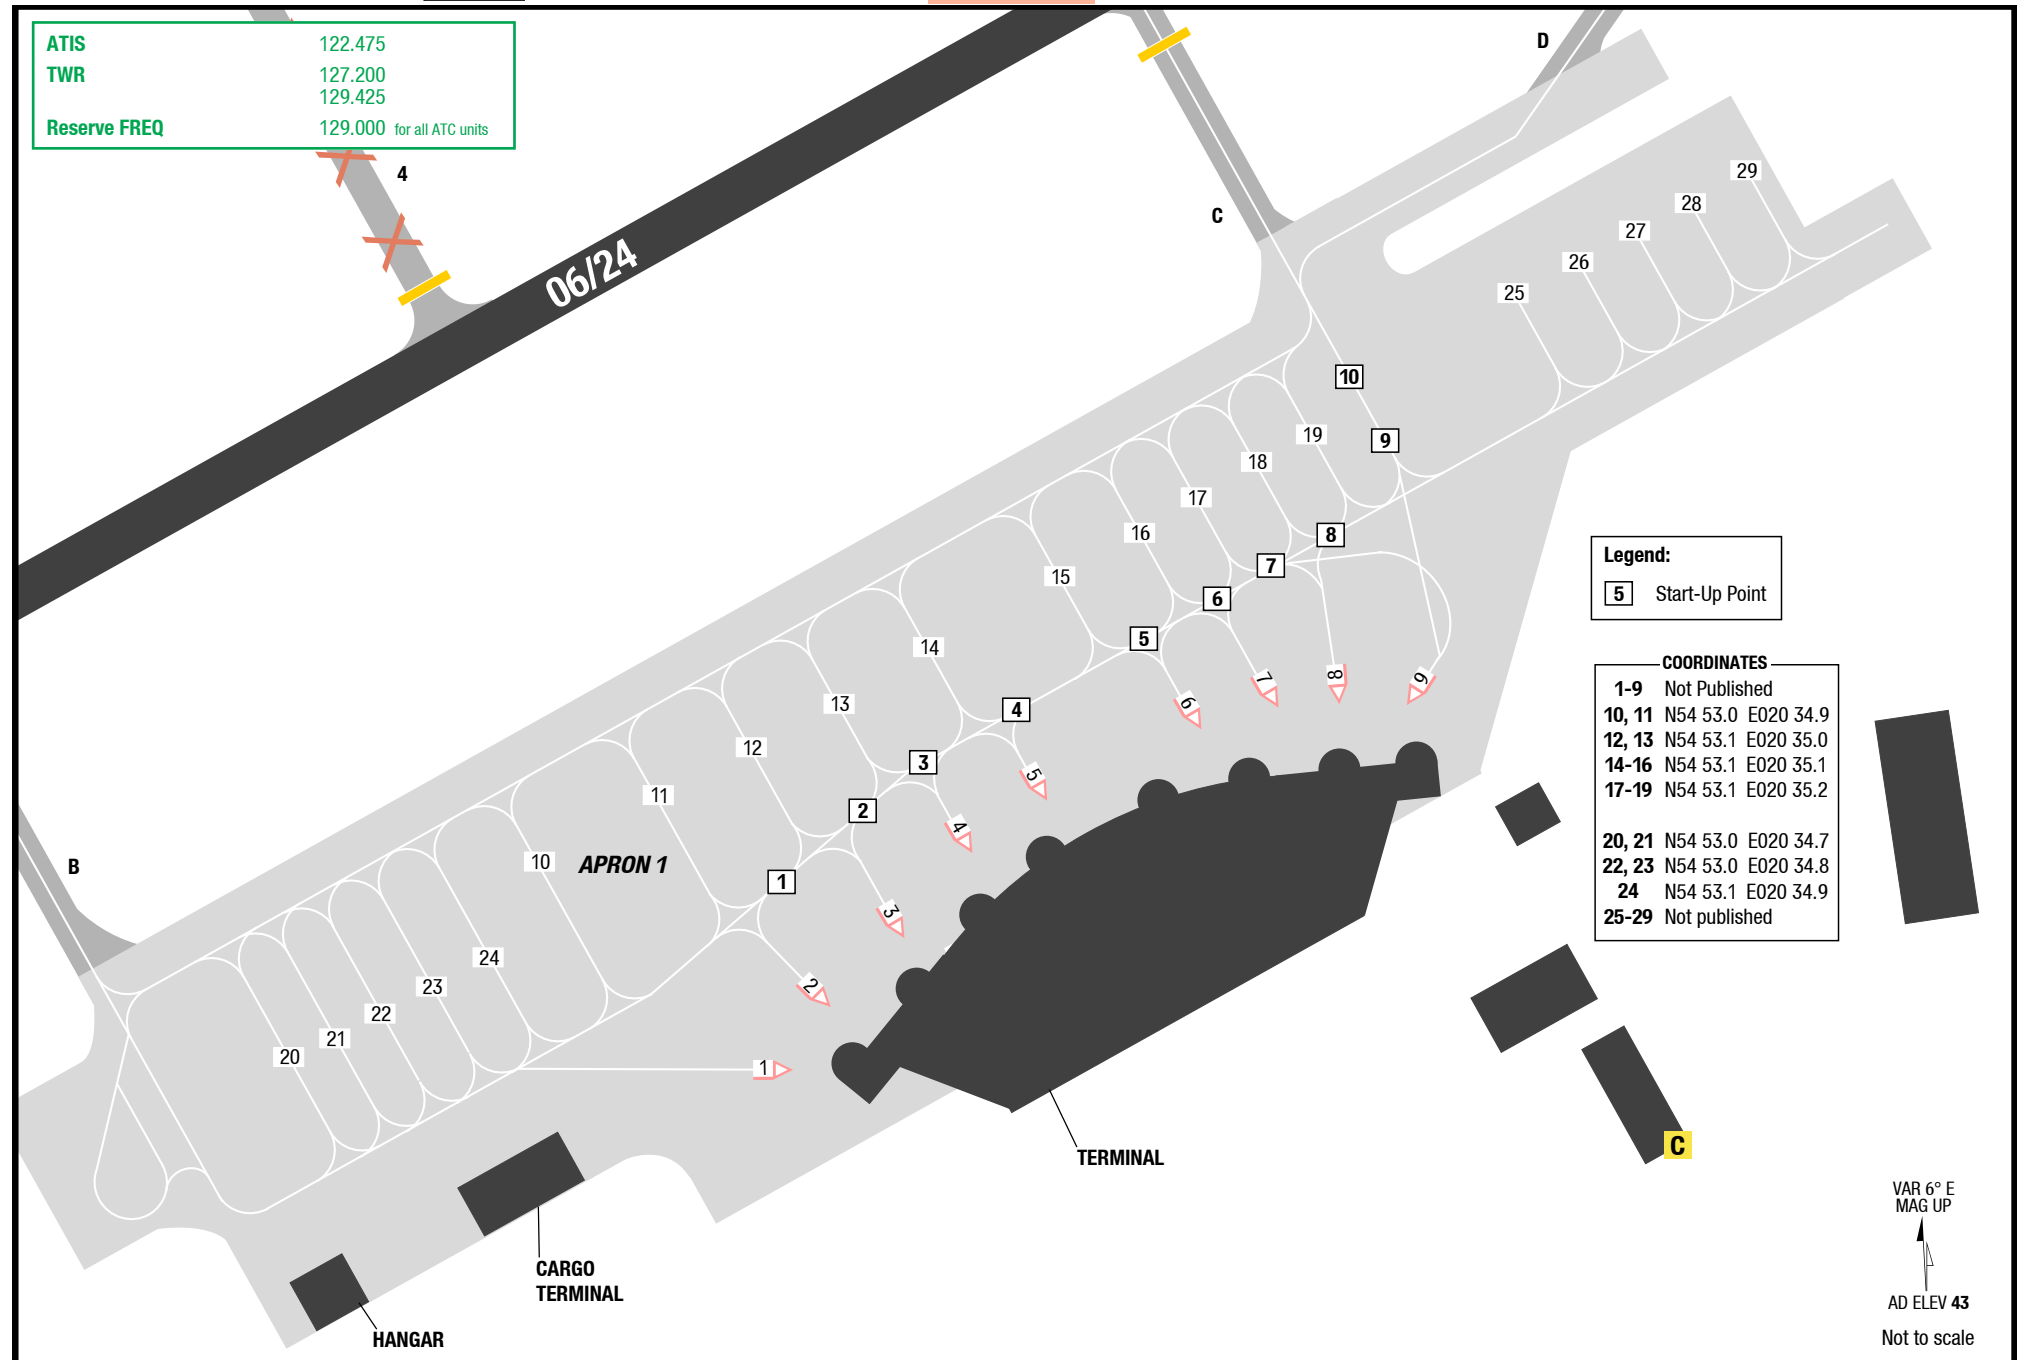 ATIS 122.475
TWR 127.200
129.425
Reserve FREQ 129.000 for all ATC units
4
06/24
C
D
B
29
28
27
26
25
10
9
19
18
17
16
15
14
13
12
11
10
APRON 1
24
23
22
21
20
8
7
6
5
4
3
2
1
9
8
7
6
5
4
3
2
1
Legend:
5 Start-Up Point
COORDINATES
1-9 Not Published
10, 11 N54 53.0 E020 34.9
12, 13 N54 53.1 E020 35.0
14-16 N54 53.1 E020 35.1
17-19 N54 53.1 E020 35.2
20, 21 N54 53.0 E020 34.7
22, 23 N54 53.0 E020 34.8
24 N54 53.1 E020 34.9
25-29 Not published
TERMINAL
CARGO
TERMINAL
HANGAR
C
VAR 6° E
MAG UP
AD ELEV 43
Not to scale